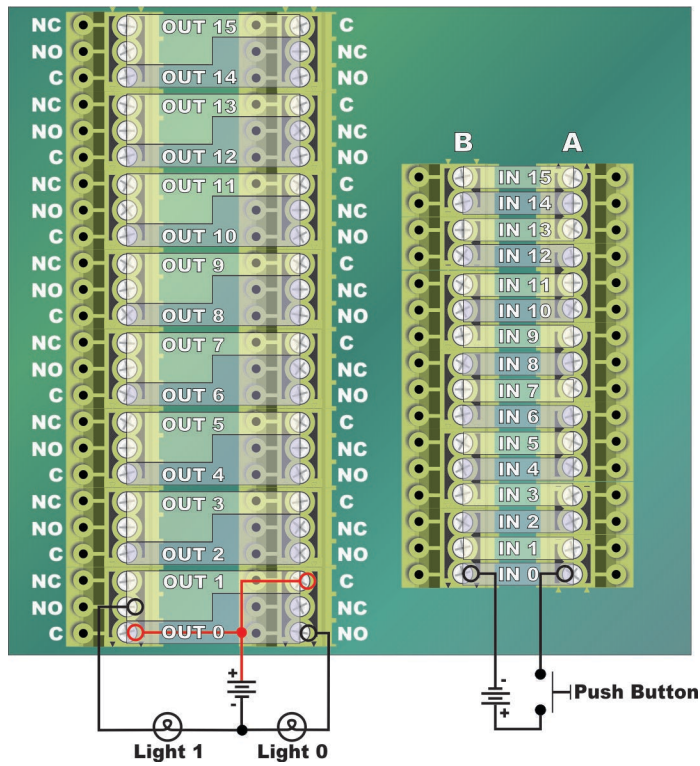 NC OUT 15 C
NO NC
C OUT 14 NO
NC OUT 13 C
NO NC
C OUT 12 NO
NC OUT 11 C
NO NC
C OUT 10 NO
NC OUT 9 C
NO NC
C OUT 8 NO
NC OUT 7 C
NO NC
C OUT 6 NO
NC OUT 5 C
NO NC
C OUT 4 NO
NC OUT 3 C
NO NC
C OUT 2 NO
NC OUT 1 C
NO NC
C OUT 0 NO
+
-
Light 1 Light 0
B A
IN 15
IN 14
IN 13
IN 12
IN 11
IN 10
IN 9
IN 8
IN 7
IN 6
IN 5
IN 4
IN 3
IN 2
IN 1
IN 0
-
+
Push Button